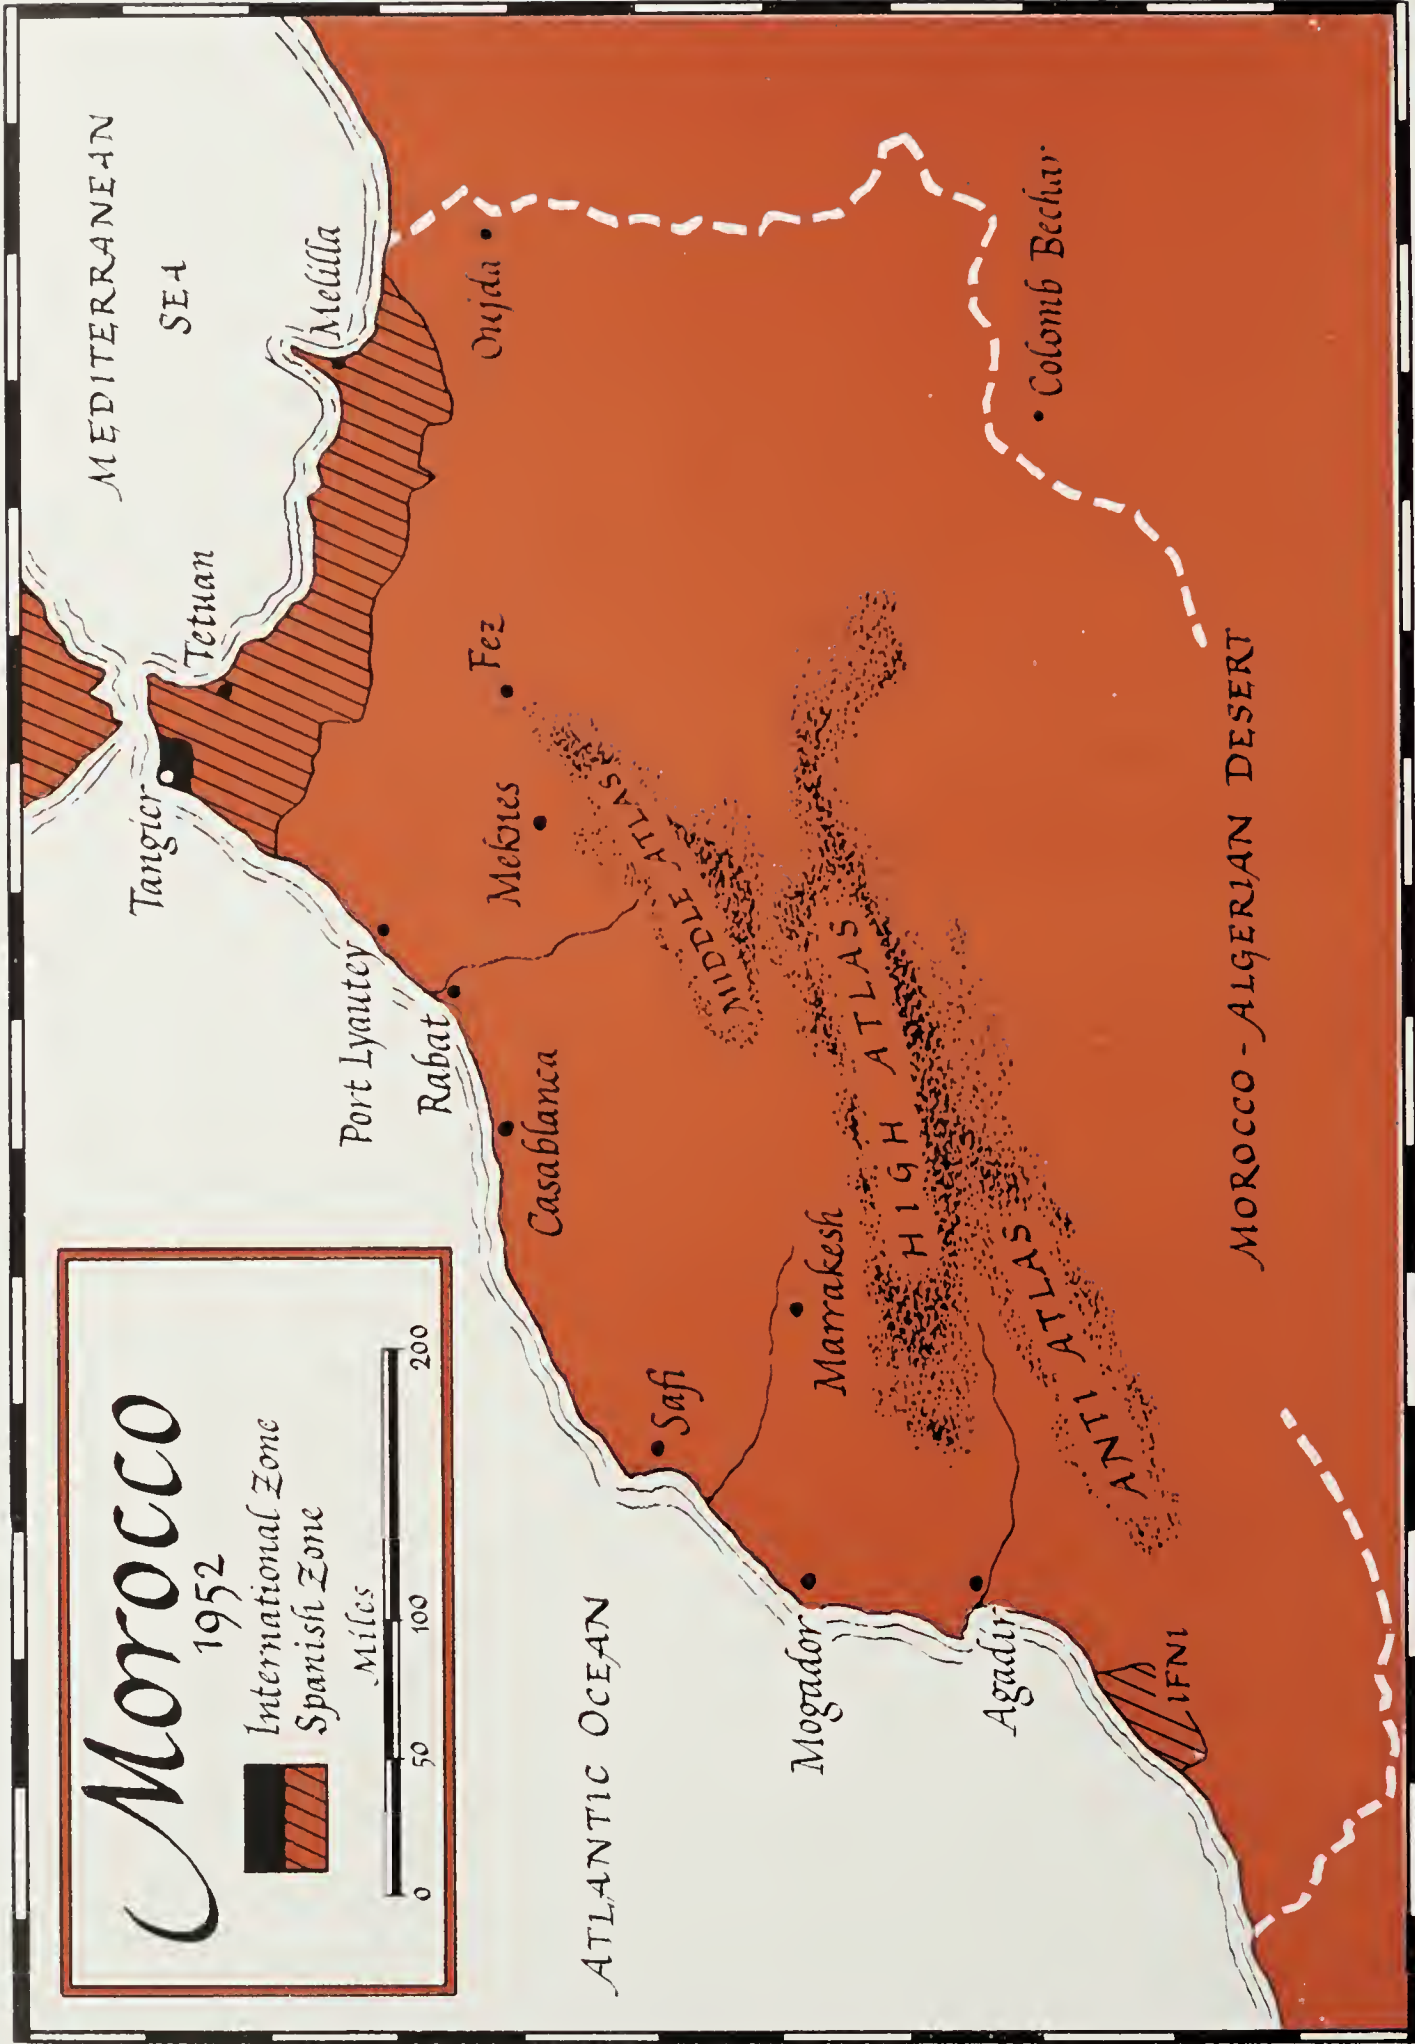 Morocco
1952
International Zone
Spanish Zone
Miles
0 50 100 200
MEDITERRANEAN
SEA
ATLANTIC OCEAN
Tangier
Tetuan
Melilla
Oujda
Port Lyautey
Rabat
Meknes
Fez
Casablanca
MIDDLE ATLAS
Safi
Marrakesh
HIGH ATLAS
Colomb Bechar
Mogador
Agadir
ANTI ATLAS
IFNI
MOROCCO - ALGERIAN DESERT